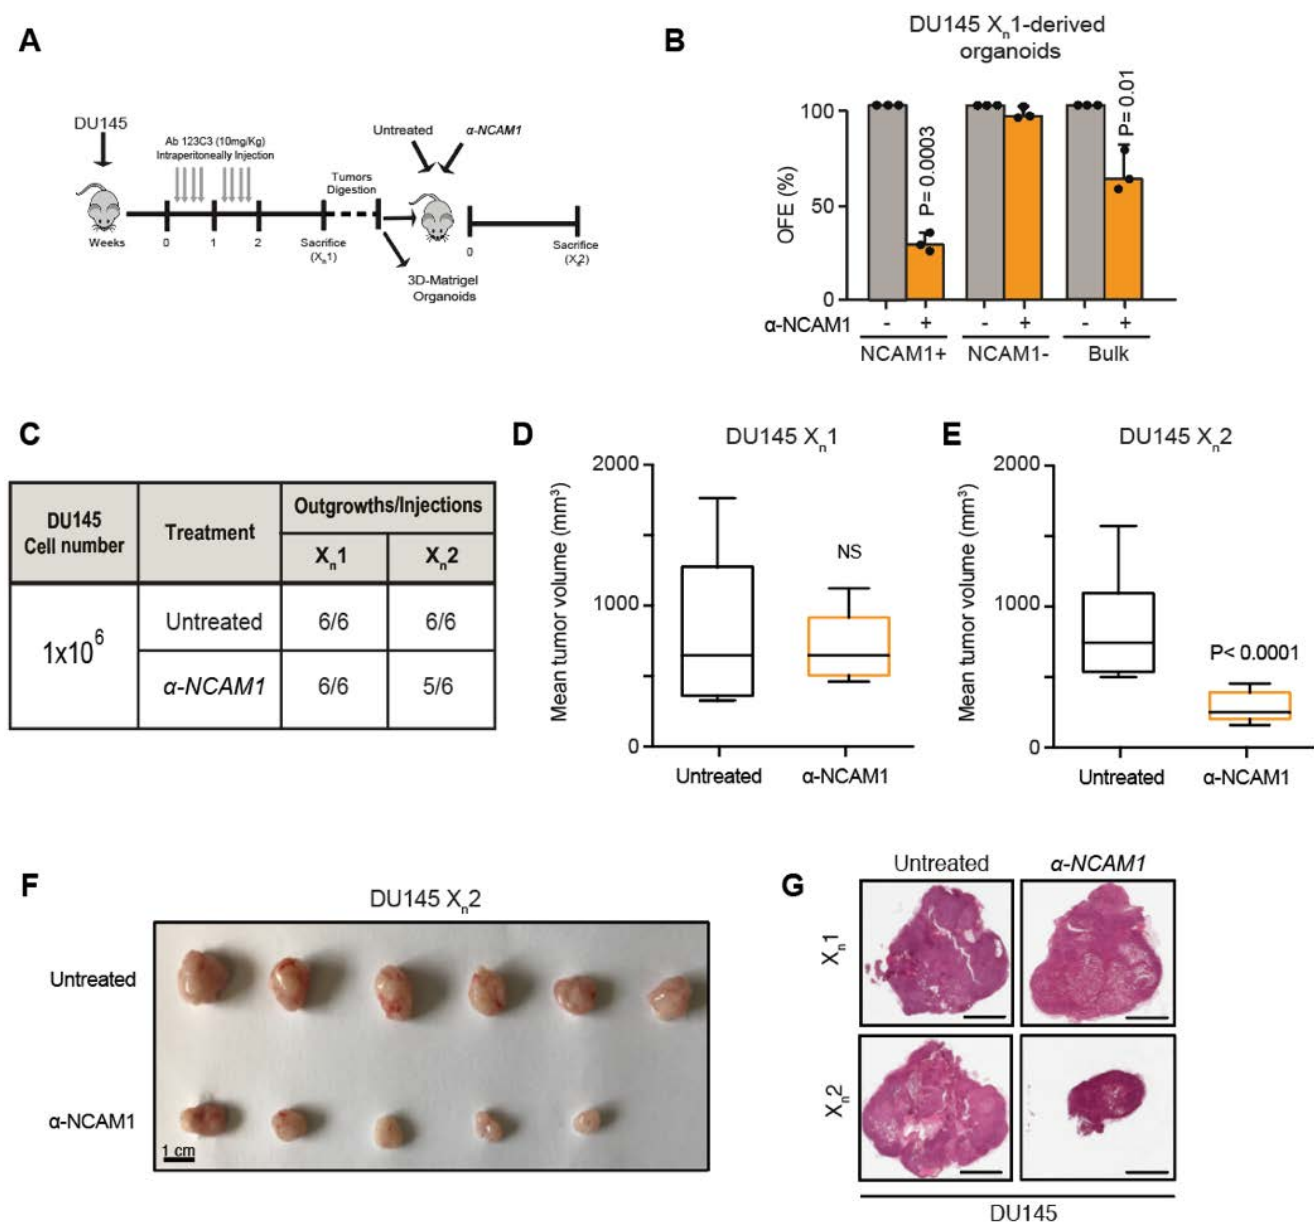 A
DU145
Ab 123C3 (10mg/Kg)
Intraperitoneally Injection
Untreated
α-NCAM1
Tumors
Digestion
Weeks
0
1
2
Sacrifice
(Xn1)
0
Sacrifice
(Xn2)
3D-Matrigel
Organoids
B
DU145 Xn1-derived
organoids
OFE (%)
100
50
0
P= 0.0003
P= 0.01
α-NCAM1 - + - + - +
NCAM1+ NCAM1- Bulk
C
DU145
Cell number
Treatment
Outgrowths/Injections
Xn1 Xn2
1x10⁶
Untreated 6/6 6/6
α-NCAM1 6/6 5/6
D
DU145 Xn1
Mean tumor volume (mm³)
2000
1000
0
NS
Untreated α-NCAM1
E
DU145 Xn2
Mean tumor volume (mm³)
2000
1000
0
P< 0.0001
Untreated α-NCAM1
F
DU145 Xn2
Untreated
α-NCAM1
1 cm
G
Untreated α-NCAM1
Xn1
Xn2
DU145